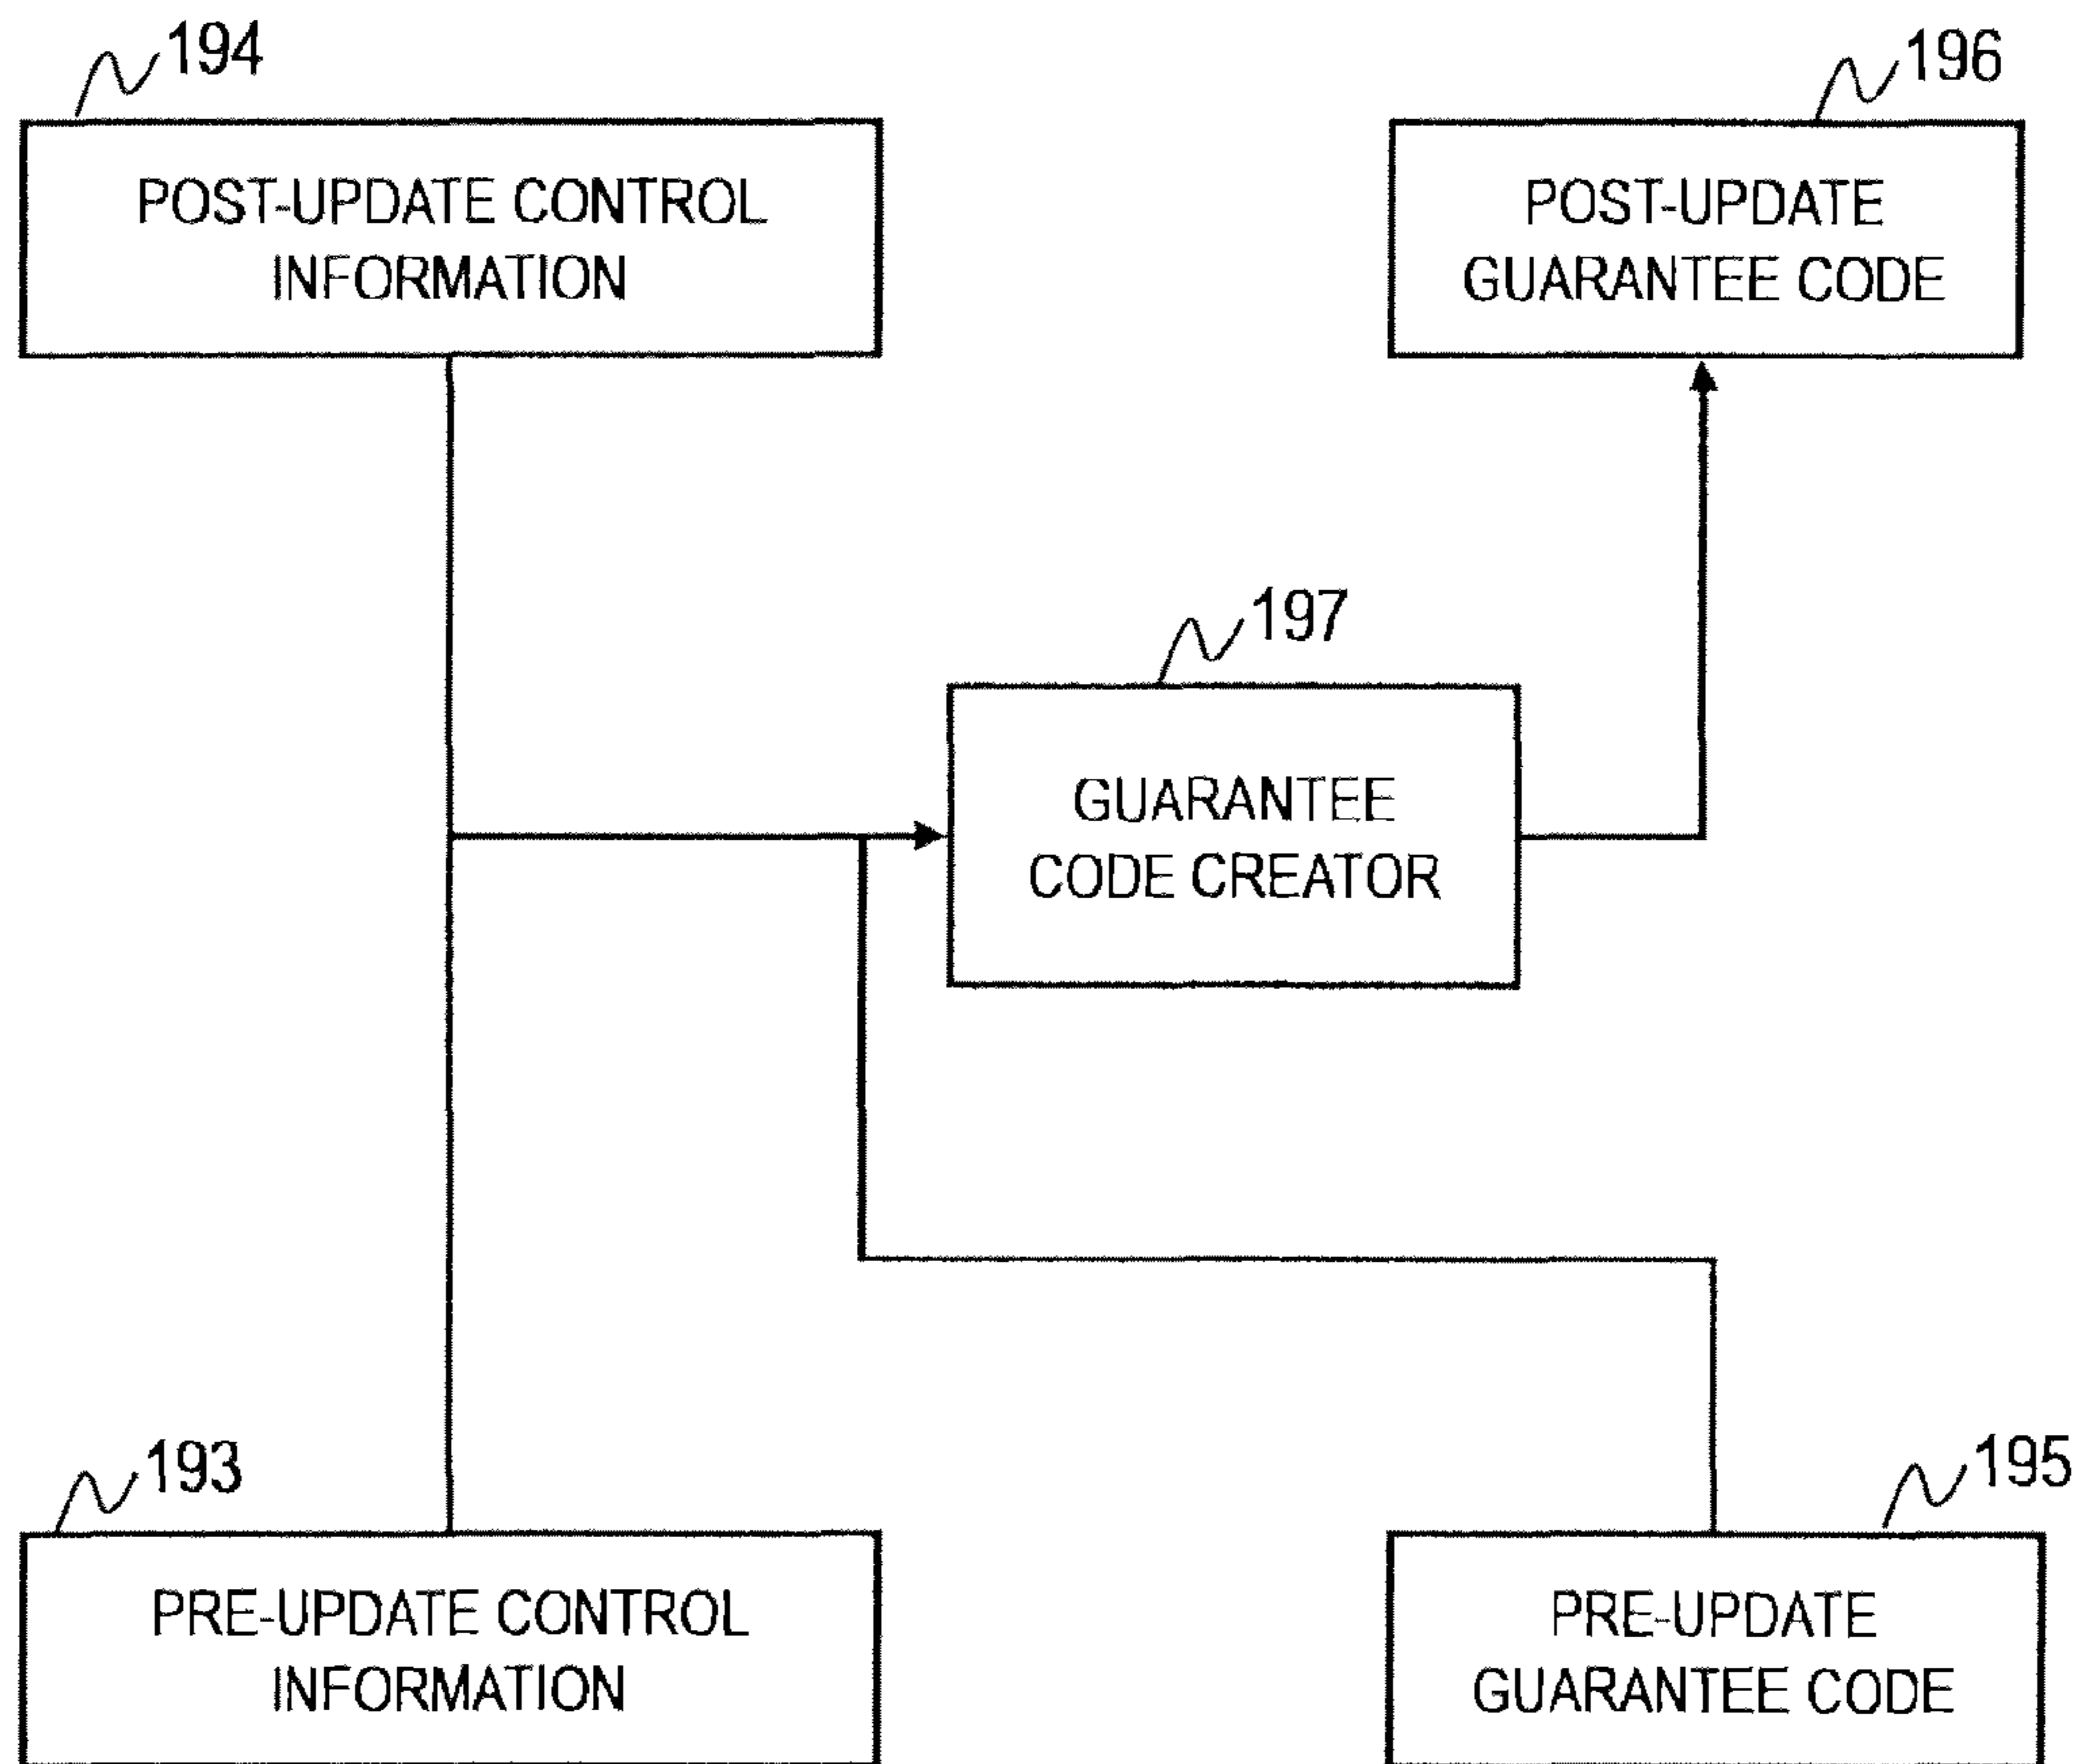 194
POST-UPDATE CONTROL
INFORMATION
196
POST-UPDATE
GUARANTEE CODE
197
GUARANTEE
CODE CREATOR
193
PRE-UPDATE CONTROL
INFORMATION
195
PRE-UPDATE
GUARANTEE CODE